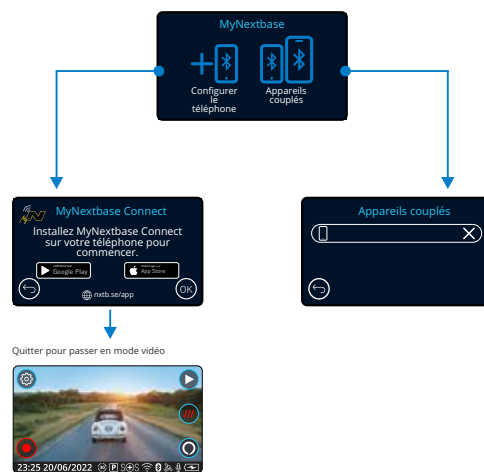 MyNextbase
Configurer
le
téléphone
Appareils
couplés
MyNextbase Connect
Installez MyNextbase Connect
sur votre téléphone pour
commencer.
Google Play
App Store
nxtb.se/app
OK
Appareils couplés
Quitter pour passer en mode vidéo
23:25 20/06/2022 P SOS